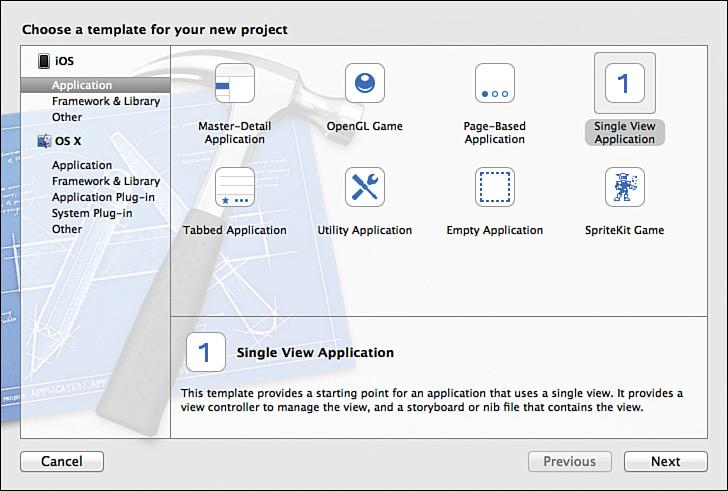 Choose a template for your new project
iOS
Application
Framework & Library
Other
OS X
Application
Framework & Library
Application Plug-in
System Plug-in
Other
Master-Detail
Application
OpenGL Game
Page-Based
Application
1
Single View
Application
Tabbed Application
Utility Application
Empty Application
SpriteKit Game
1
Single View Application
This template provides a starting point for an application that uses a single view. It provides a
view controller to manage the view, and a storyboard or nib file that contains the view.
Cancel
Previous
Next